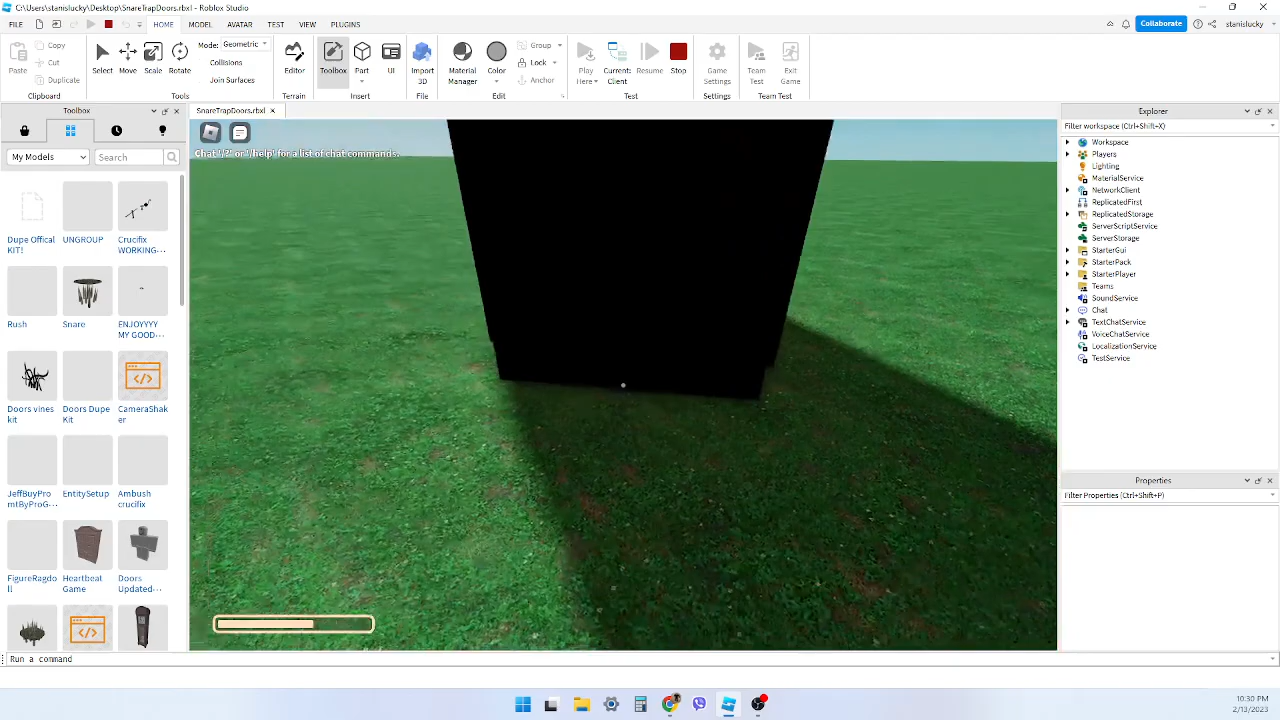 C:\Users\stanislucky\Desktop\SnareTrapDoors.rbxl - Roblox Studio
FILE
HOME MODEL AVATAR TEST VIEW PLUGINS
Collaborate
stanislucky
Paste
Copy
Cut
Duplicate
Clipboard
Select
Move
Scale
Rotate
Mode: Geometric
Collisions
Join Surfaces
Tools
Editor
Terrain
Toolbox
Part
UI
Insert
Import
3D
File
Material
Manager
Color
Group
Lock
Anchor
Edit
Play
Here
Current:
Client
Resume
Stop
Test
Game
Settings
Settings
Team
Test
Exit
Game
Team Test
Toolbox
My Models
Search
Dupe Offical
KIT!
UNGROUP
Crucifix
WORKING...
Rush
Snare
ENJOYYYY
MY GOOD...
Doors vines
kit
Doors Dupe
Kit
CameraShak
er
JeffBuyPro
mtByProG...
EntitySetup
Ambush
crucifix
FigureRagdo
ll
Heartbeat
Game
Doors
Updated...
SnareTrapDoors.rbxl
Chat '/?' or '/help' for a list of chat commands.
Explorer
Filter workspace (Ctrl+Shift+X)
Workspace
Players
Lighting
MaterialService
NetworkClient
ReplicatedFirst
ReplicatedStorage
ServerScriptService
ServerStorage
StarterGui
StarterPack
StarterPlayer
Teams
SoundService
Chat
TextChatService
VoiceChatService
LocalizationService
TestService
Properties
Filter Properties (Ctrl+Shift+P)
Run a command
10:30 PM
2/13/2023